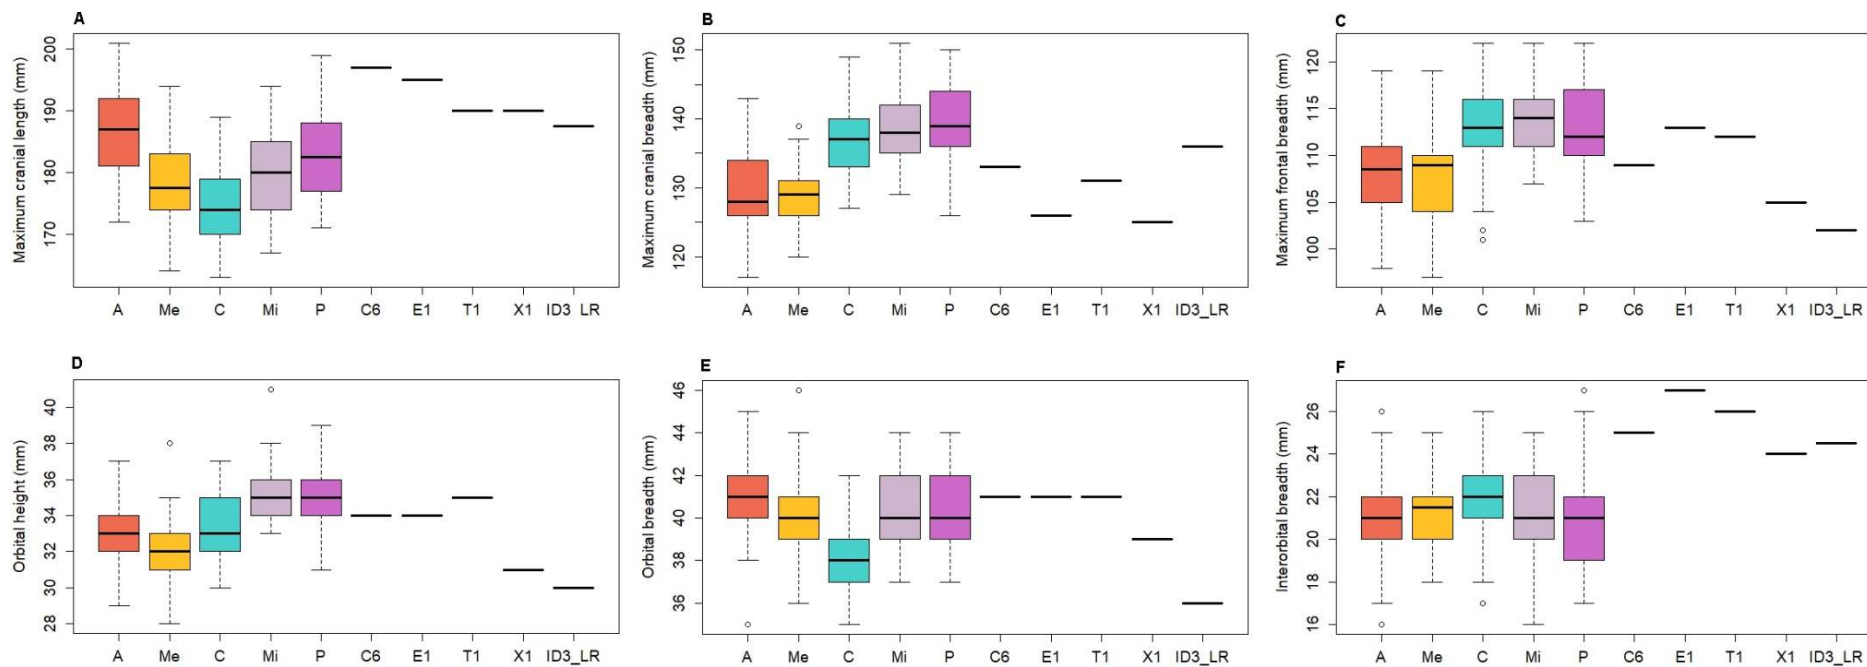 A
Maximum cranial length (mm)
200
190
180
170
A Me C Mi P C6 E1 T1 X1 ID3_LR
B
Maximum cranial breadth (mm)
150
140
130
120
A Me C Mi P C6 E1 T1 X1 ID3_LR
C
Maximum frontal breadth (mm)
120
115
110
105
100
A Me C Mi P C6 E1 T1 X1 ID3_LR
D
Orbital height (mm)
40
38
36
34
32
30
28
A Me C Mi P C6 E1 T1 X1 ID3_LR
E
Orbital breadth (mm)
46
44
42
40
38
36
A Me C Mi P C6 E1 T1 X1 ID3_LR
F
Interorbital breadth (mm)
26
24
22
20
18
16
A Me C Mi P C6 E1 T1 X1 ID3_LR